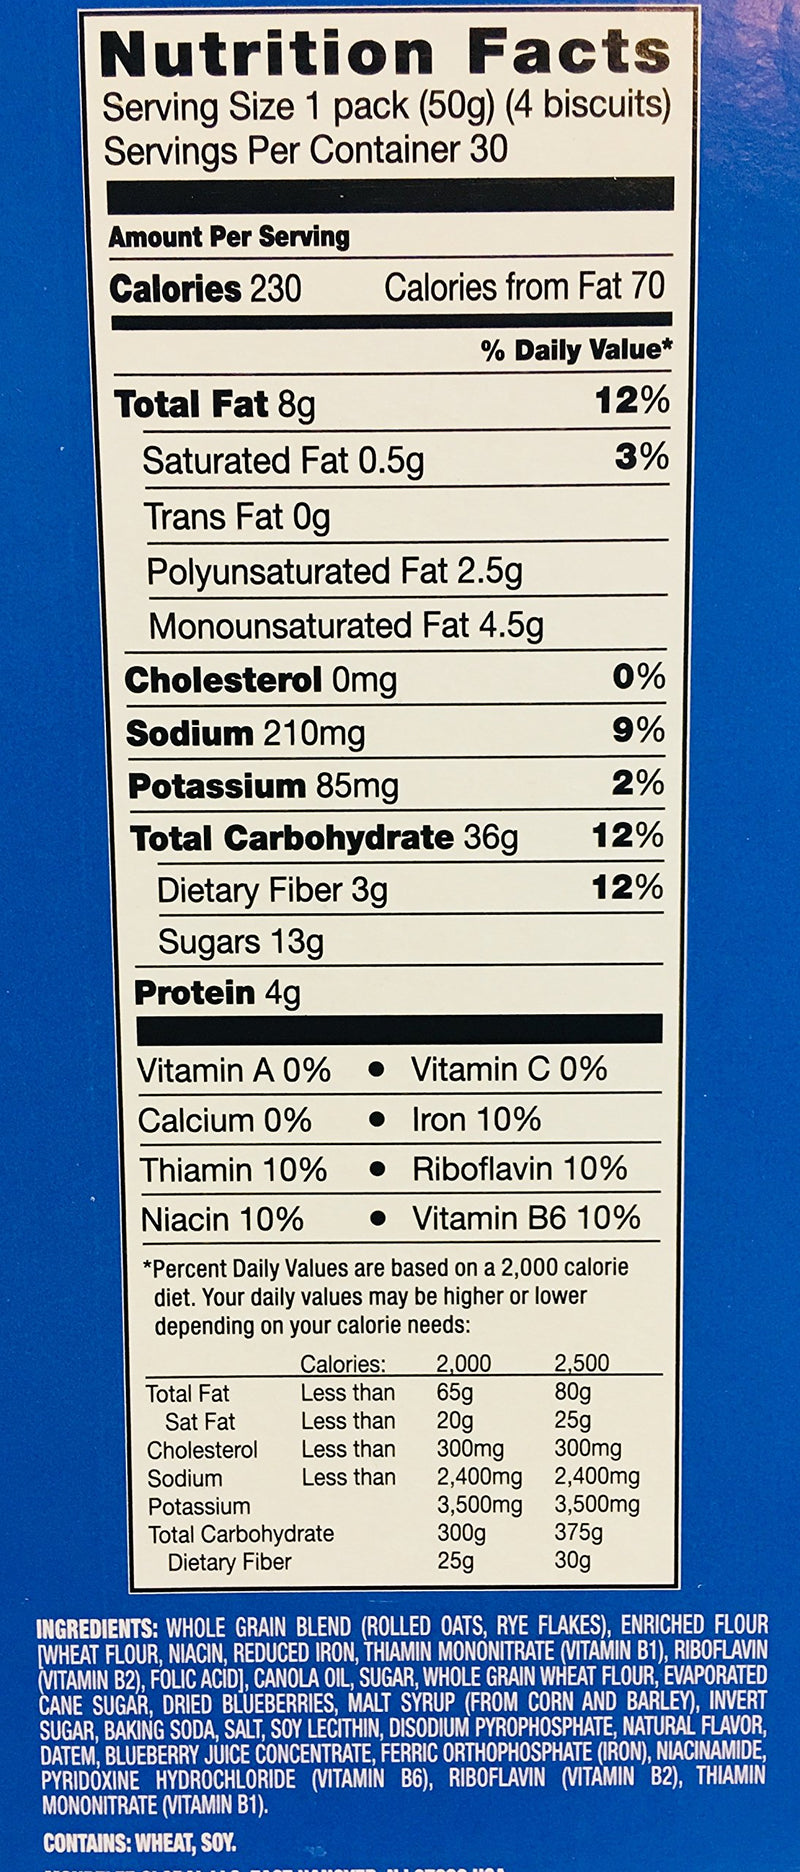 Nutrition Facts
Serving Size 1 pack (50g) (4 biscuits)
Servings Per Container 30
Amount Per Serving
Calories 230 Calories from Fat 70
% Daily Value*
Total Fat 8g 12%
Saturated Fat 0.5g 3%
Trans Fat 0g
Polyunsaturated Fat 2.5g
Monounsaturated Fat 4.5g
Cholesterol 0mg 0%
Sodium 210mg 9%
Potassium 85mg 2%
Total Carbohydrate 36g 12%
Dietary Fiber 3g 12%
Sugars 13g
Protein 4g
Vitamin A 0% • Vitamin C 0%
Calcium 0% • Iron 10%
Thiamin 10% • Riboflavin 10%
Niacin 10% • Vitamin B6 10%
*Percent Daily Values are based on a 2,000 calorie
diet. Your daily values may be higher or lower
depending on your calorie needs:
Calories: 2,000 2,500
Total Fat Less than 65g 80g
Sat Fat Less than 20g 25g
Cholesterol Less than 300mg 300mg
Sodium Less than 2,400mg 2,400mg
Potassium 3,500mg 3,500mg
Total Carbohydrate 300g 375g
Dietary Fiber 25g 30g
INGREDIENTS: WHOLE GRAIN BLEND (ROLLED OATS, RYE FLAKES), ENRICHED FLOUR
[WHEAT FLOUR, NIACIN, REDUCED IRON, THIAMIN MONONITRATE (VITAMIN B1), RIBOFLAVIN
(VITAMIN B2), FOLIC ACID], CANOLA OIL, SUGAR, WHOLE GRAIN WHEAT FLOUR, EVAPORATED
CANE SUGAR, DRIED BLUEBERRIES, MALT SYRUP (FROM CORN AND BARLEY), INVERT
SUGAR, BAKING SODA, SALT, SOY LECITHIN, DISODIUM PYROPHOSPHATE, NATURAL FLAVOR,
DATEM, BLUEBERRY JUICE CONCENTRATE, FERRIC ORTHOPHOSPHATE (IRON), NIACINAMIDE,
PYRIDOXINE HYDROCHLORIDE (VITAMIN B6), RIBOFLAVIN (VITAMIN B2), THIAMIN
MONONITRATE (VITAMIN B1).
CONTAINS: WHEAT, SOY.